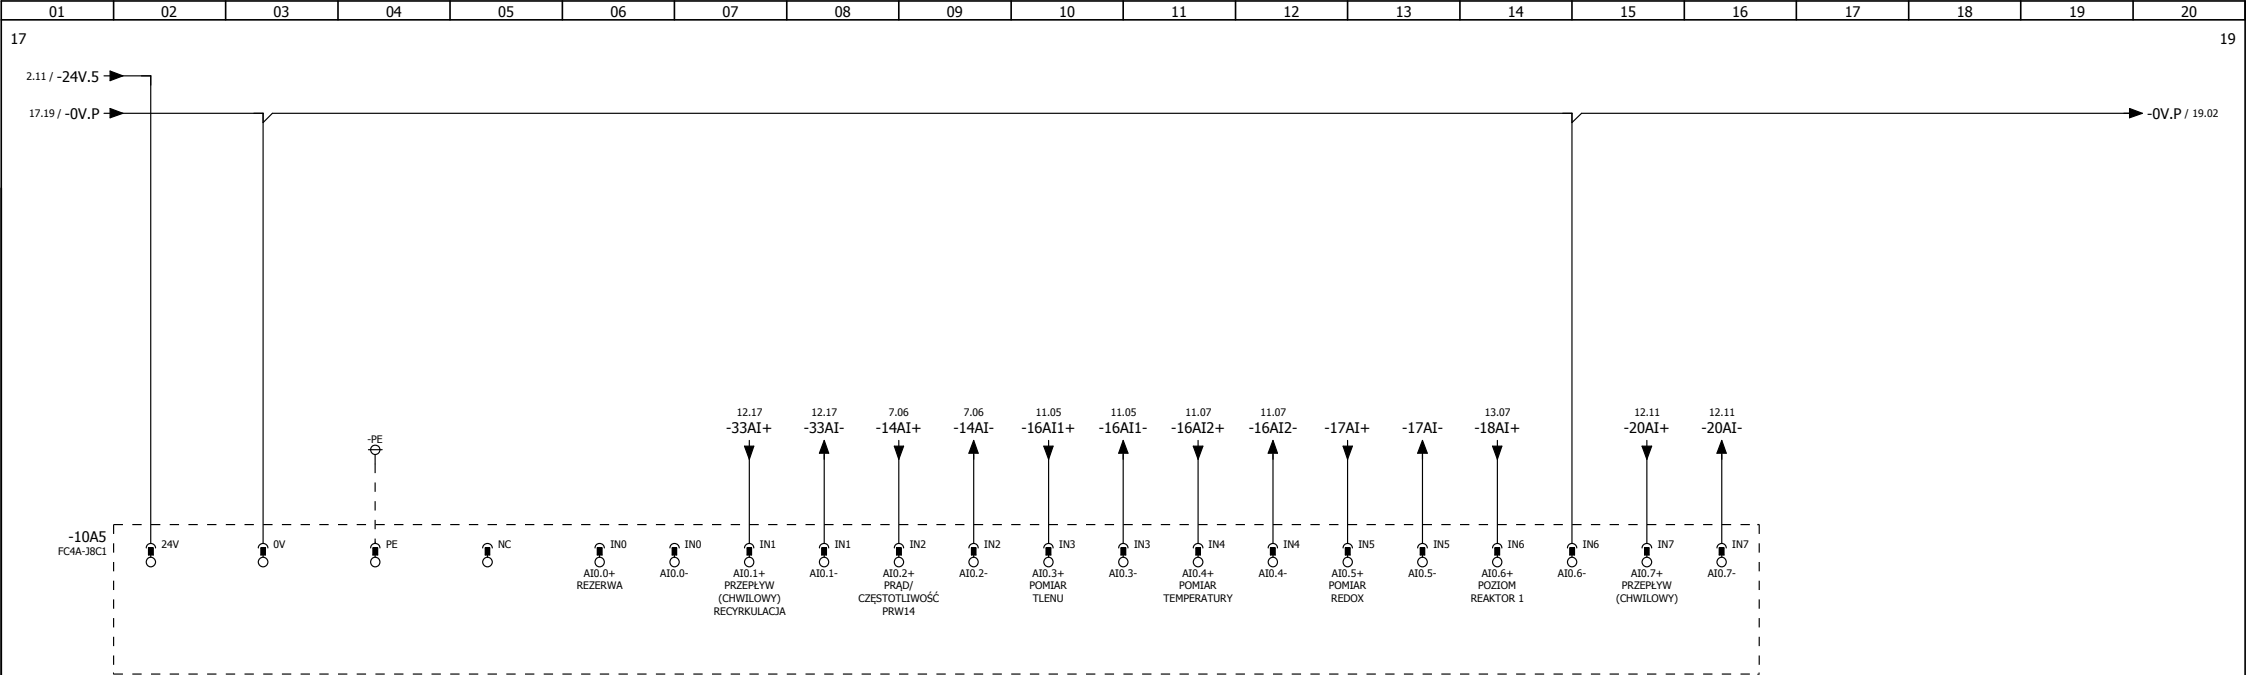 01 02 03 04 05 06 07 08 09 10 11 12 13 14 15 16 17 18 19 20
17 19
2.11 / -24V.5
17.19 / -0V.P -0V.P / 19.02
12.17 12.17 7.06 7.06 11.05 11.05 11.07 11.07 13.07 12.11 12.11
-33AI+ -33AI- -14AI+ -14AI- -16AI1+ -16AI1- -16AI2+ -16AI2- -17AI+ -17AI- -18AI+ -20AI+ -20AI-
-PE
-10A5
FC4A-J8C1
24V 0V PE NC IN0 IN0 IN1 IN1 IN2 IN2 IN3 IN3 IN4 IN4 IN5 IN5 IN6 IN6 IN7 IN7
AI0.0+
REZERWA
AI0.0-
AI0.1+
PRZEPŁYW
(CHWILOWY)
RECYRKULACJA
AI0.1-
AI0.2+
PRĄD/
CZĘSTOTLIWOŚĆ
PRW14
AI0.2-
AI0.3+
POMIAR
TLENU
AI0.3-
AI0.4+
POMIAR
TEMPERATURY
AI0.4-
AI0.5+
POMIAR
REDOX
AI0.5-
AI0.6+
POZIOM
REAKTOR 1
AI0.6-
AI0.7+
PRZEPŁYW
(CHWILOWY)
AI0.7-